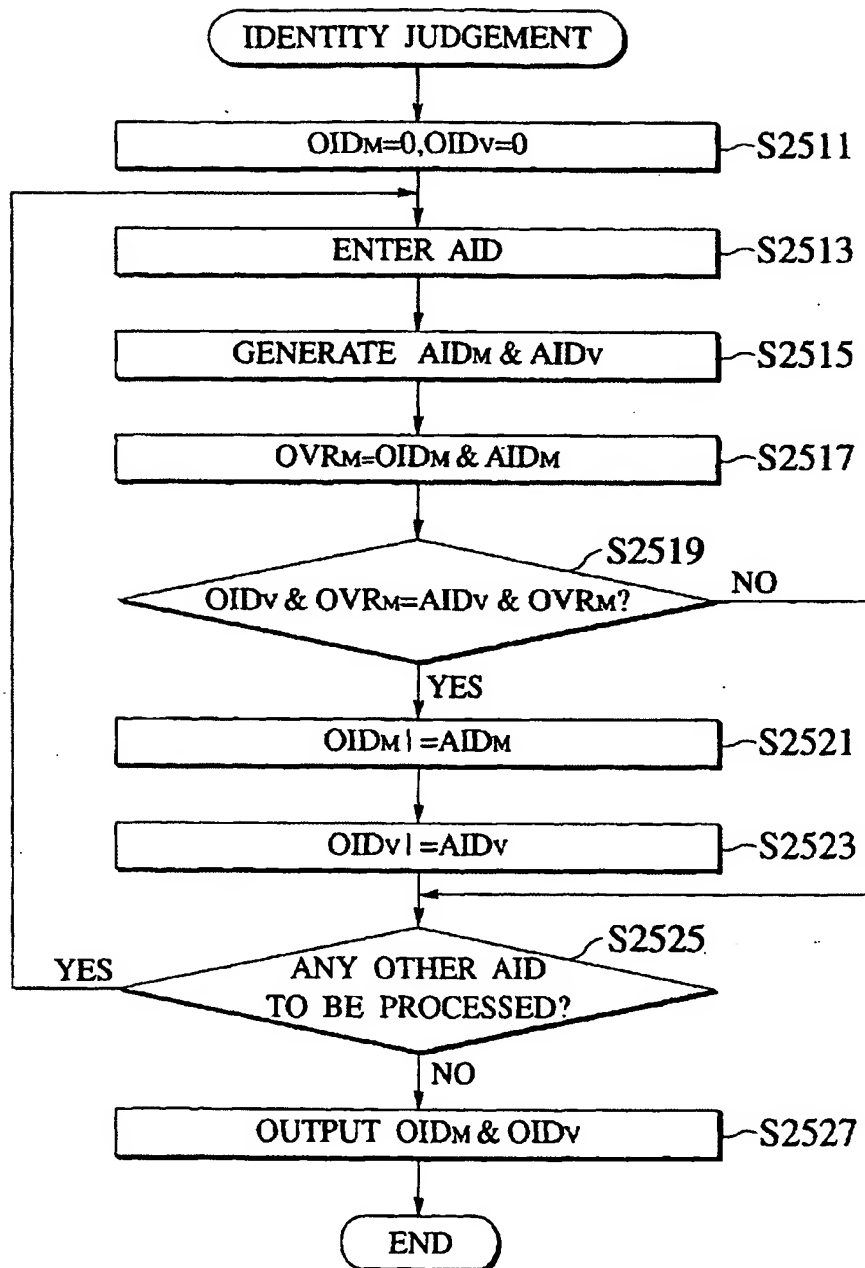 IDENTITY JUDGEMENT
OIDM=0,OIDV=0
S2511
ENTER AID
S2513
GENERATE AIDM & AIDV
S2515
OVRM=OIDM & AIDM
S2517
S2519
OIDV & OVRM=AIDV & OVRM?
NO
YES
OIDM|=AIDM
S2521
OIDV|=AIDV
S2523
S2525
YES
ANY OTHER AID
TO BE PROCESSED?
NO
OUTPUT OIDM & OIDV
S2527
END